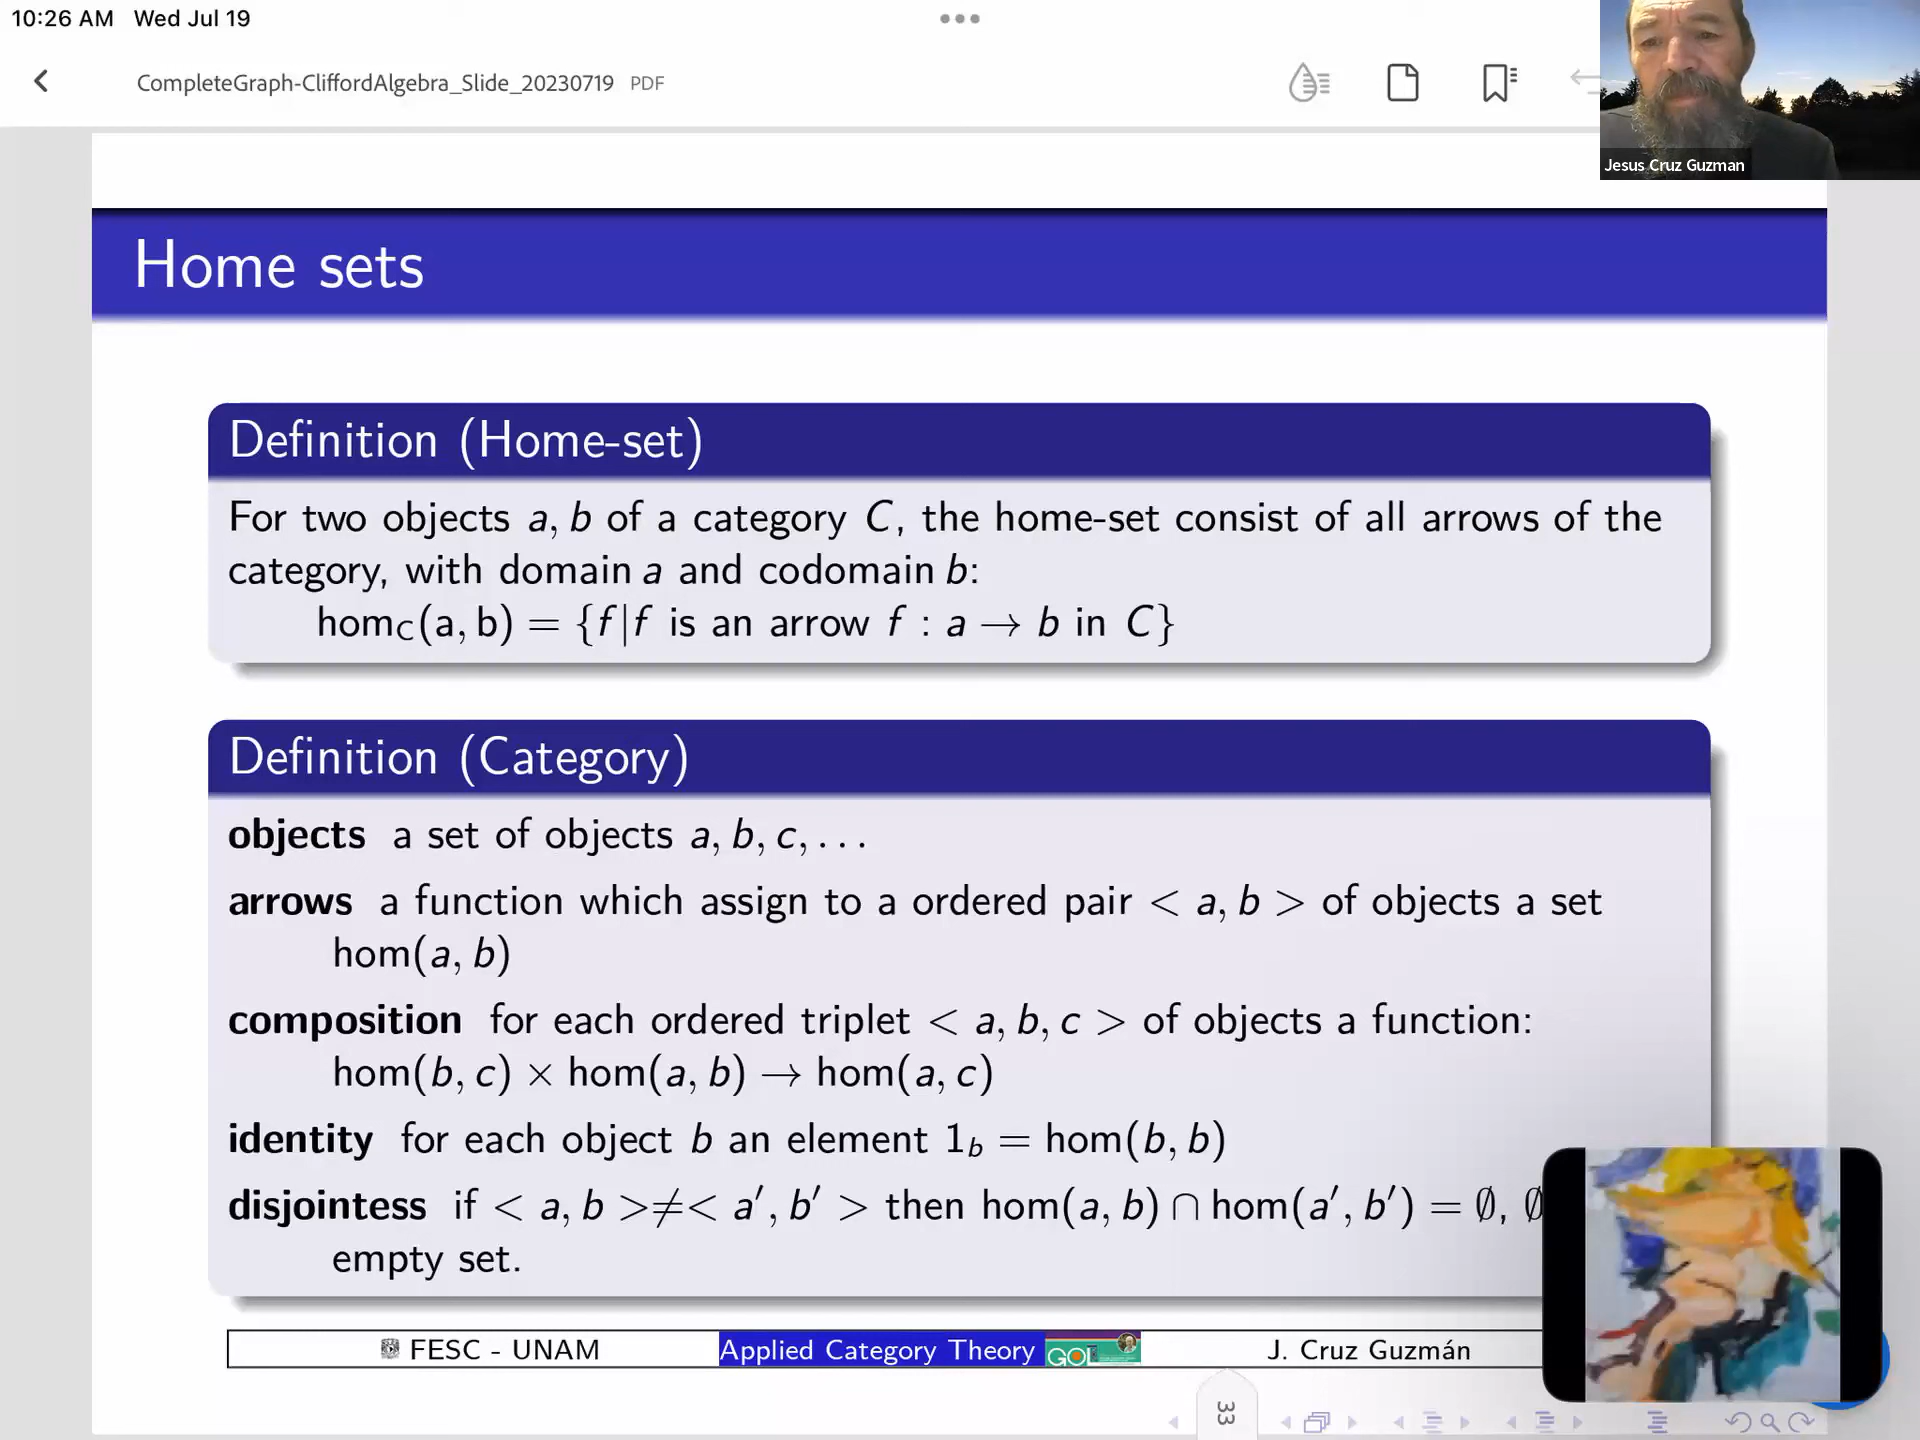 10:26 AM Wed Jul 19
CompleteGraph-CliffordAlgebra_Slide_20230719 PDF
Jesus Cruz Guzman
Home sets
Definition (Home-set)
For two objects a, b of a category C, the home-set consist of all arrows of the
category, with domain a and codomain b:
hom_C(a, b) = {f|f is an arrow f : a → b in C}
Definition (Category)
objects a set of objects a, b, c, . . .
arrows a function which assign to a ordered pair < a, b > of objects a set
hom(a, b)
composition for each ordered triplet < a, b, c > of objects a function:
hom(b, c) × hom(a, b) → hom(a, c)
identity for each object b an element 1_b = hom(b, b)
disjointess if < a, b >≠< a′, b′ > then hom(a, b) ∩ hom(a′, b′) = ∅, ∅
empty set.
FESC - UNAM Applied Category Theory GOL J. Cruz Guzmán
33